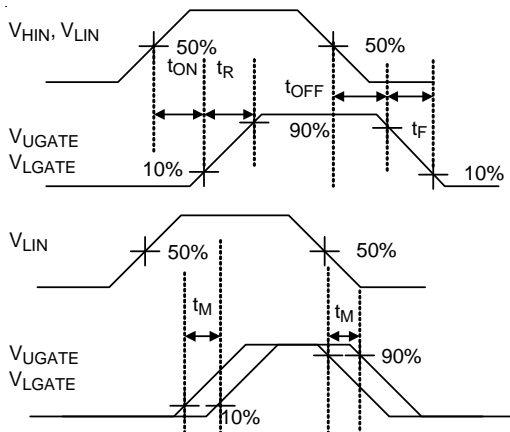 VHIN, VLIN
50%
50%
tON
tR
tOFF
VUGATE
VLGATE
90%
tF
10%
10%
VLIN
50%
50%
tM
tM
VUGATE
VLGATE
90%
10%